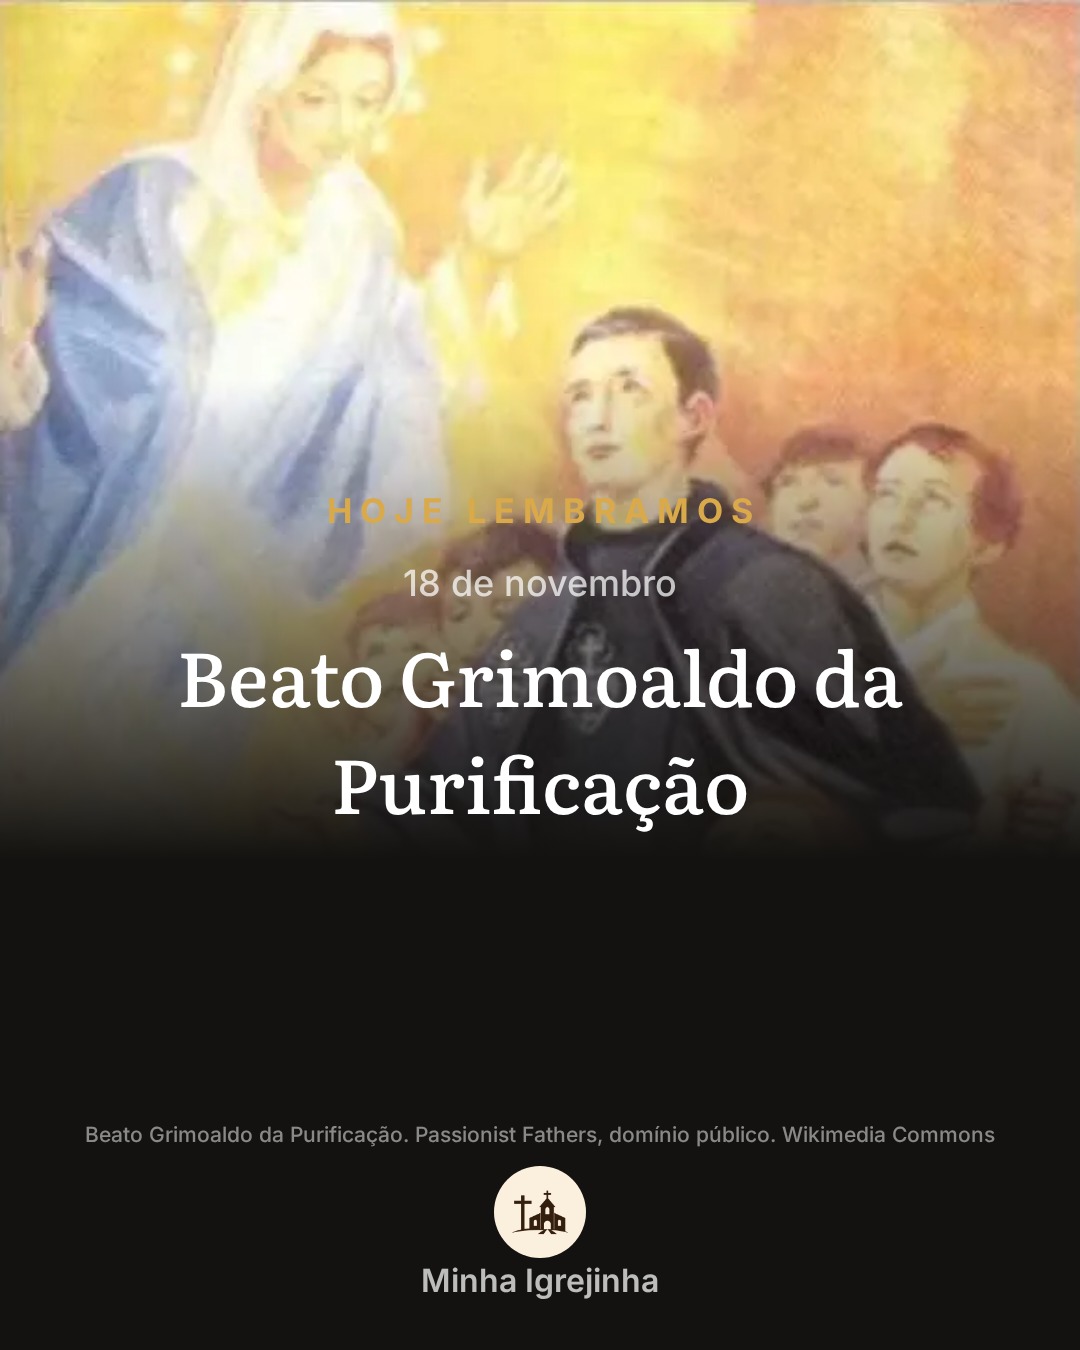 HOJE LEMBRAMOS
18 de novembro
Beato Grimoaldo da
Purificação
Beato Grimoaldo da Purificação. Passionist Fathers, domínio público. Wikimedia Commons
Minha Igrejinha